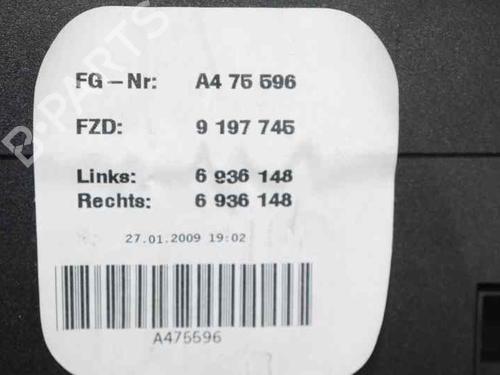 B-PARTS
FG-Nr: A4 75 596
FZD: 9 197 745
Links: 6 936 148
Rechts: 6 936 148
27.01.2009 19:02
A475596